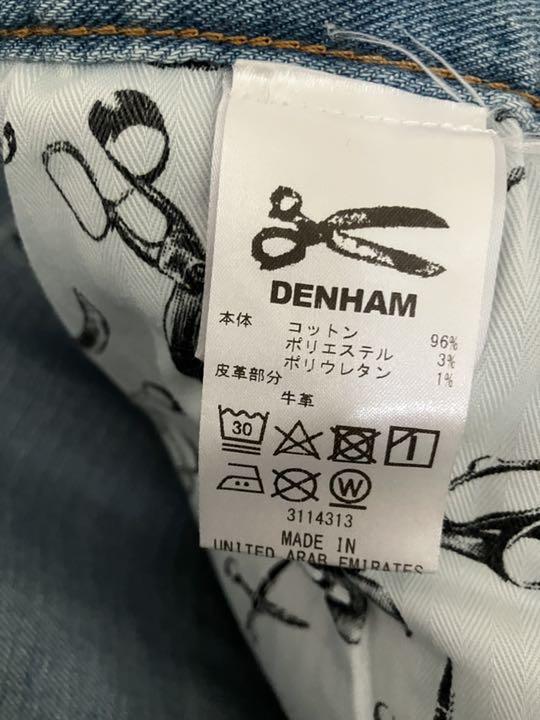 DENHAM
本体 コットン 96%
ポリエステル 3%
ポリウレタン 1%
皮革部分
牛革
30
W
3114313
MADE IN
UNITED ARAB EMIRATES